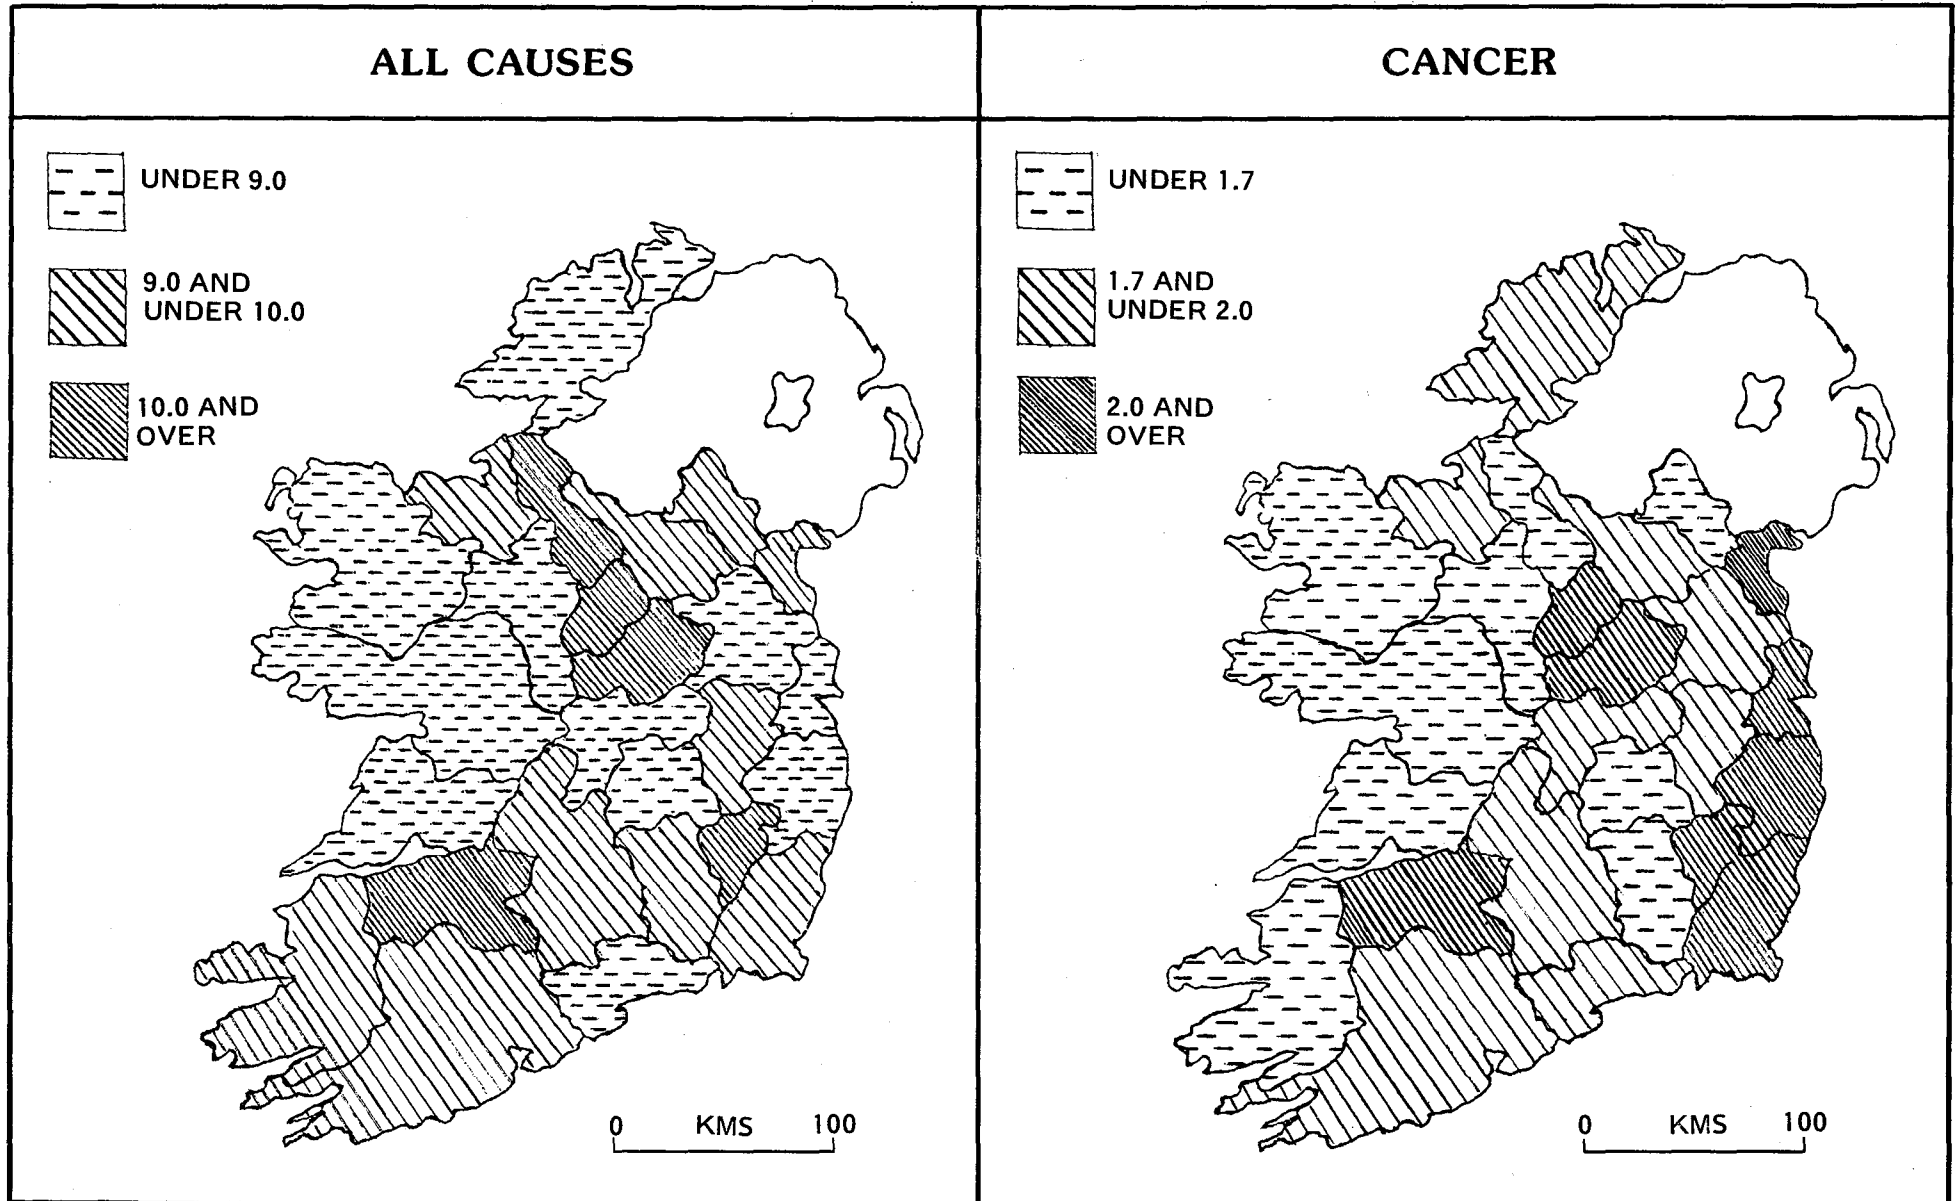 ALL CAUSES
UNDER 9.0
9.0 AND
UNDER 10.0
10.0 AND
OVER
0 KMS 100
CANCER
UNDER 1.7
1.7 AND
UNDER 2.0
2.0 AND
OVER
0 KMS 100